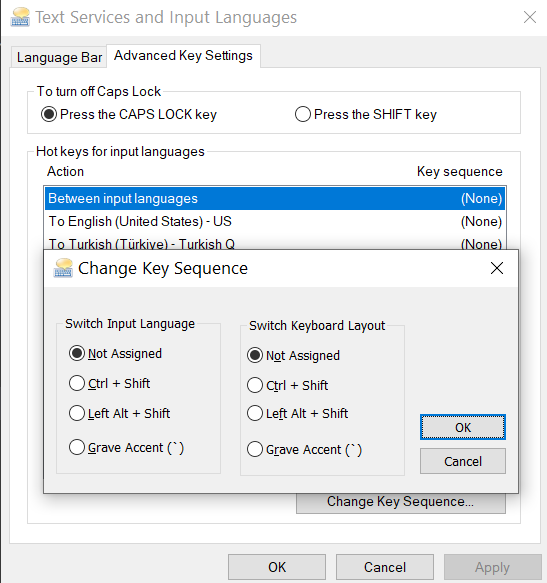 Text Services and Input Languages
Language Bar Advanced Key Settings
To turn off Caps Lock
Press the CAPS LOCK key Press the SHIFT key
Hot keys for input languages
Action Key sequence
Between input languages (None)
To English (United States) - US (None)
To Turkish (Türkiye) - Turkish Q (None)
Change Key Sequence
Switch Input Language
Not Assigned
Ctrl + Shift
Left Alt + Shift
Grave Accent (`)
Switch Keyboard Layout
Not Assigned
Ctrl + Shift
Left Alt + Shift
Grave Accent (`)
OK
Cancel
Change Key Sequence...
OK Cancel Apply